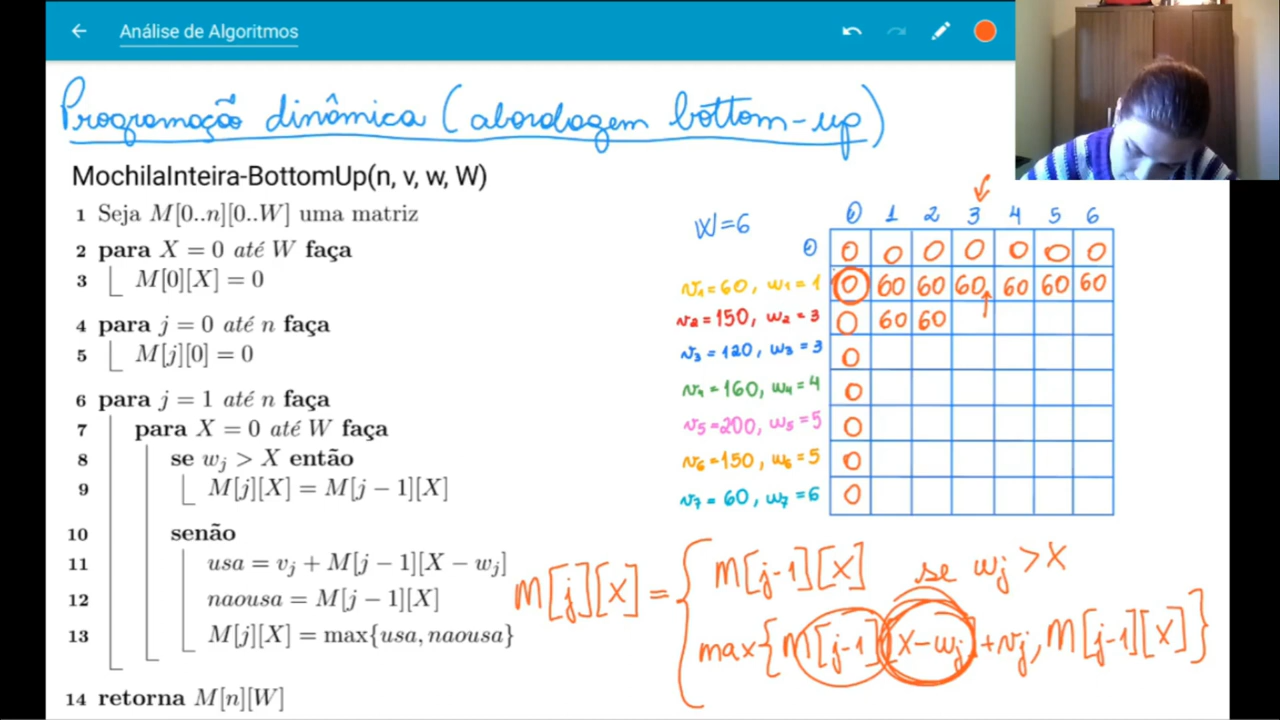 Análise de Algoritmos
Programação dinâmica (abordagem bottom-up)
MochilaInteira-BottomUp(n, v, w, W)
1 Seja M[0..n][0..W] uma matriz
2 para X = 0 até W faça
3 M[0][X] = 0
4 para j = 0 até n faça
5 M[j][0] = 0
6 para j = 1 até n faça
7 para X = 0 até W faça
8 se wj > X então
9 M[j][X] = M[j − 1][X]
10 senão
11 usa = vj + M[j − 1][X − wj]
12 naousa = M[j − 1][X]
13 M[j][X] = max{usa, naousa}
14 retorna M[n][W]
W=6
0 1 2 3 4 5 6
0 0 0 0 0 0 0 0
v1=60, w1=1 0 60 60 60 60 60 60
v2=150, w2=3 0 60 60
v3=120, w3=3 0
v4=160, w4=4 0
v5=200, w5=5 0
v6=150, w6=5 0
v7=60, w7=6 0
M[j][X] = { M[j-1][X] se wj > X
max{M[j-1][X-wj]+vj, M[j-1][X]}